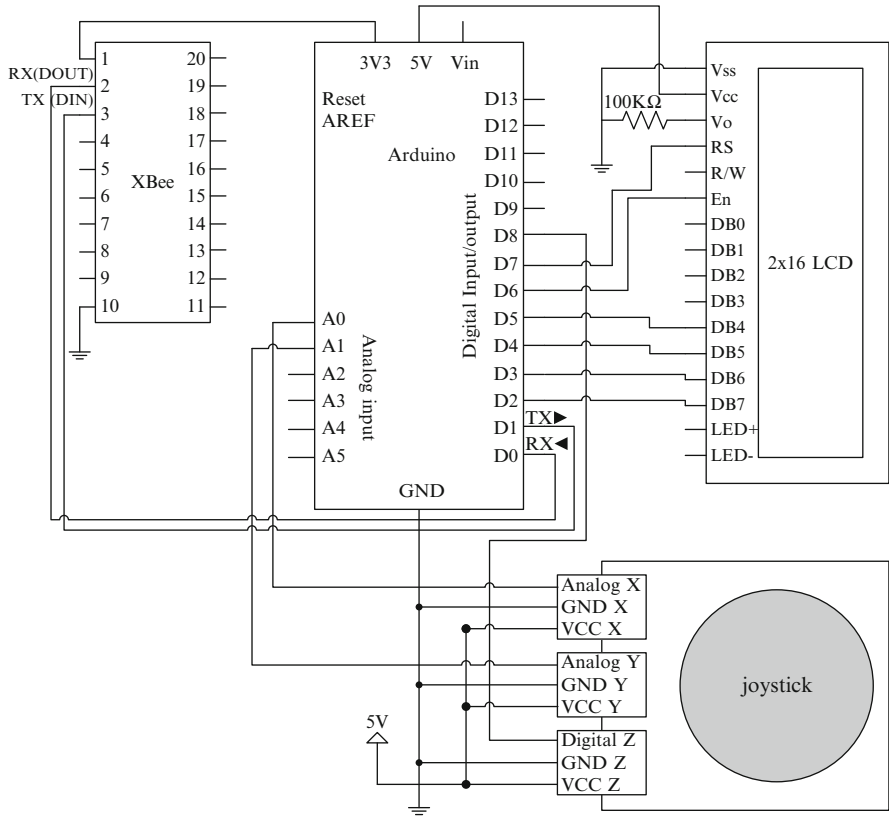 1
20
RX(DOUT)
2
19
TX (DIN)
3
18
4
17
5
16
XBee
6
15
7
14
8
13
9
12
10
11
3V3
5V
Vin
Reset
AREF
Arduino
D13
D12
D11
D10
D9
D8
D7
D6
D5
D4
D3
D2
D1
D0
Digital Input/output
A0
A1
A2
A3
A4
A5
Analog input
GND
TX▶
RX◀
100KΩ
Vss
Vcc
Vo
RS
R/W
En
DB0
DB1
DB2
DB3
DB4
DB5
DB6
DB7
LED+
LED-
2x16 LCD
Analog X
GND X
VCC X
Analog Y
GND Y
VCC Y
Digital Z
GND Z
VCC Z
joystick
5V